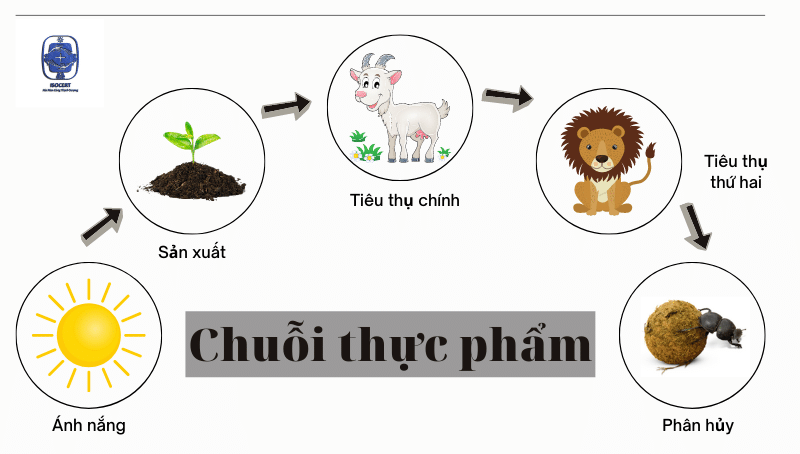 ISOCERT
Tiêu thụ chính
Tiêu thụ
thứ hai
Sản xuất
Chuỗi thực phẩm
Ánh nắng
Phân hủy